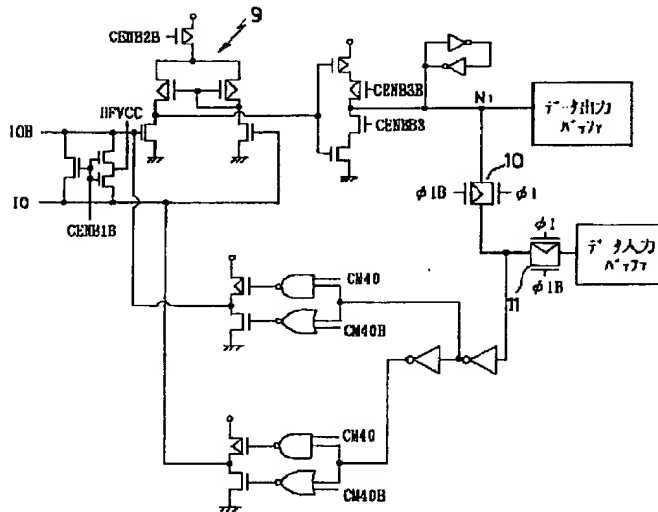 CENB2B
9
HFVCC
CENB3B
CENB3
IOB
IO
CENB1B
N1
データ出力
バッファ
10
φ1B
φ1
φ1
データ入力
バッファ
φ1B
11
CM40
CM40B
CM40
CM40B